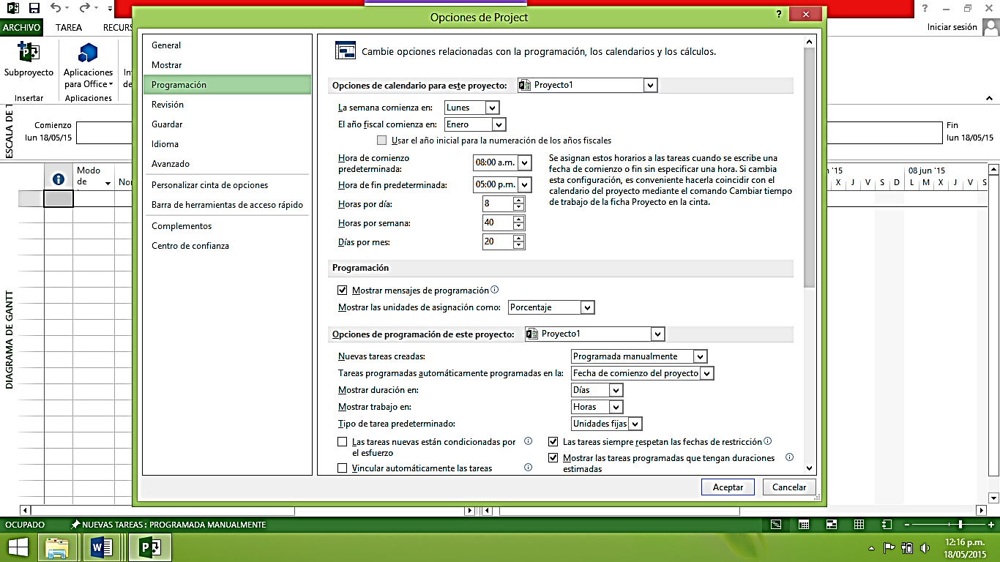 Opciones de Project
?
ARCHIVO
TAREA
RECURS
Iniciar sesión
Subproyecto
Aplicaciones
para Office
In
de
Insertar
Aplicaciones
ESCALA DE T
Comienzo
lun 18/05/15
Fin
lun 18/05/15
Modo
de
Nor
'15
08 jun '15
X J V S D L M X J V S
DIAGRAMA DE GANTT
General
Mostrar
Programación
Revisión
Guardar
Idioma
Avanzado
Personalizar cinta de opciones
Barra de herramientas de acceso rápido
Complementos
Centro de confianza
Cambie opciones relacionadas con la programación, los calendarios y los cálculos.
Opciones de calendario para este proyecto: Proyecto1
La semana comienza en: Lunes
El año fiscal comienza en: Enero
Usar el año inicial para la numeración de los años fiscales
Hora de comienzo
predeterminada: 08:00 a.m.
Hora de fin predeterminada: 05:00 p.m.
Horas por día: 8
Horas por semana: 40
Días por mes: 20
Se asignan estos horarios a las tareas cuando se escribe una
fecha de comienzo o fin sin especificar una hora. Si cambia
esta configuración, es conveniente hacerla coincidir con el
calendario del proyecto mediante el comando Cambiar tiempo
de trabajo de la ficha Proyecto en la cinta.
Programación
Mostrar mensajes de programación
Mostrar las unidades de asignación como: Porcentaje
Opciones de programación de este proyecto: Proyecto1
Nuevas tareas creadas: Programada manualmente
Tareas programadas automáticamente programadas en la: Fecha de comienzo del proyecto
Mostrar duración en: Días
Mostrar trabajo en: Horas
Tipo de tarea predeterminado: Unidades fijas
Las tareas nuevas están condicionadas por
el esfuerzo
Vincular automáticamente las tareas
Las tareas siempre respetan las fechas de restricción
Mostrar las tareas programadas que tengan duraciones
estimadas
Aceptar
Cancelar
OCUPADO
NUEVAS TAREAS : PROGRAMADA MANUALMENTE
12:16 p.m.
18/05/2015